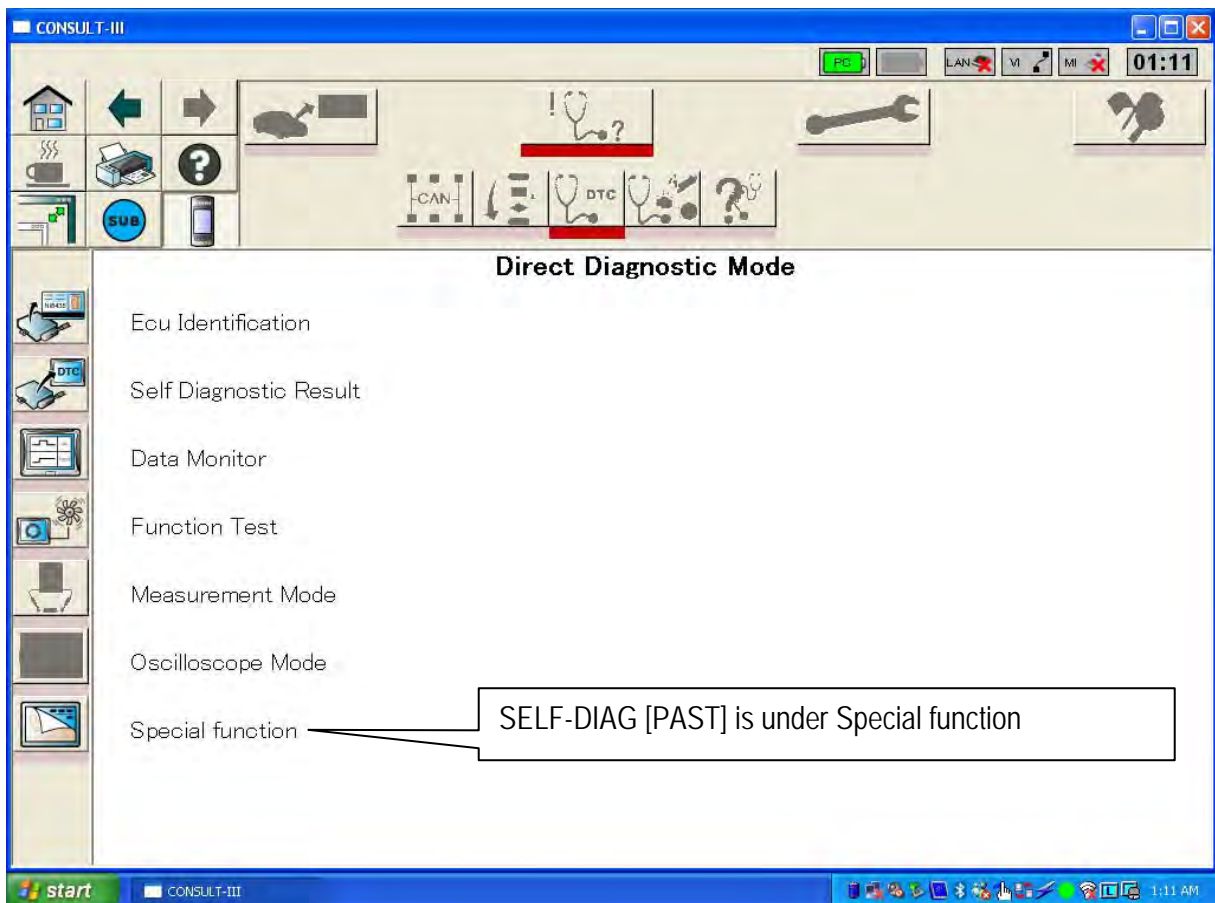 CONSULT-III
PC
LAN
VI
MI
01:11
! ?
?
SUB
-CAN-
DTC
?
Direct Diagnostic Mode
Ecu Identification
DTC
Self Diagnostic Result
Data Monitor
Function Test
Measurement Mode
Oscilloscope Mode
Special function
SELF-DIAG [PAST] is under Special function
start
CONSULT-III
L
1:11 AM